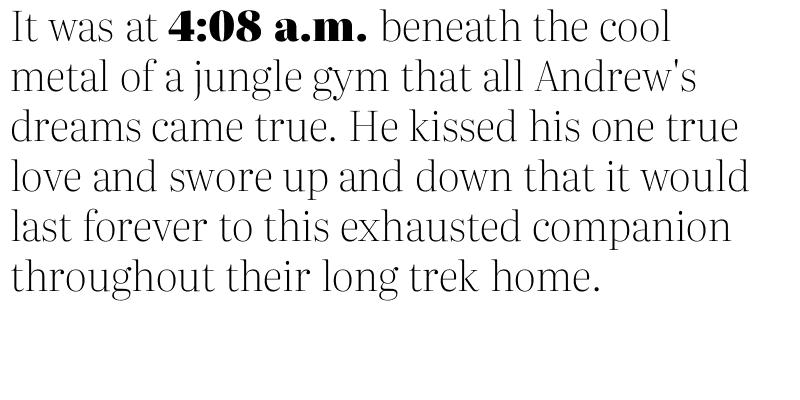 It was at 4:08 a.m. beneath the cool
metal of a jungle gym that all Andrew's
dreams came true. He kissed his one true
love and swore up and down that it would
last forever to this exhausted companion
throughout their long trek home.